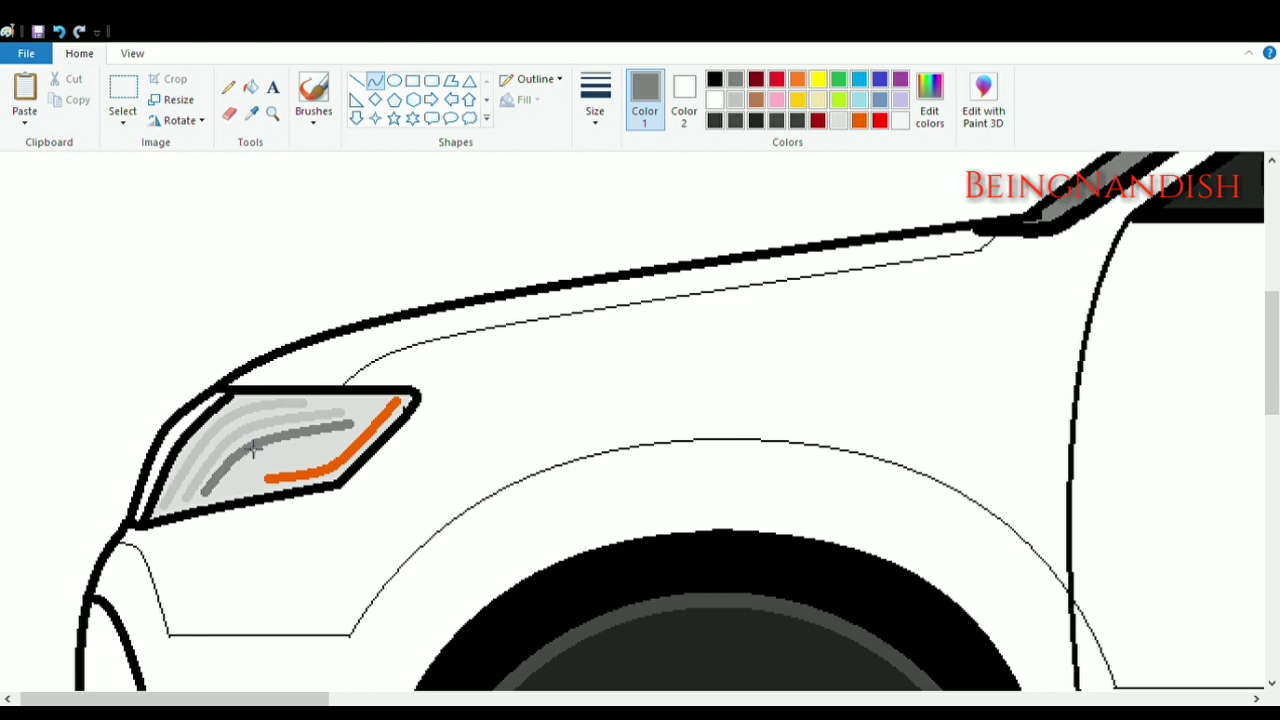 File Home View
Paste Cut Copy Clipboard
Select Crop Resize Rotate Image
A Tools
Brushes
Outline Fill Shapes
Size
Color 1 Color 2 Edit colors Colors
Edit with Paint 3D
BEINGNANDISH